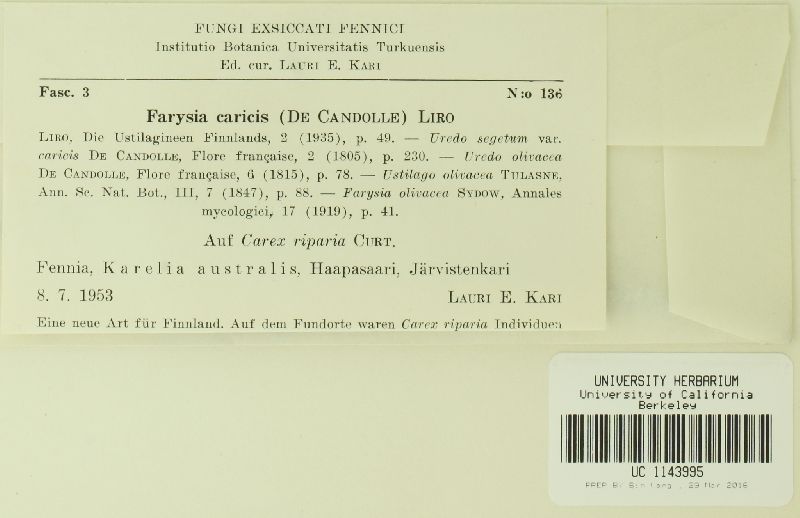 FUNGI EXSICCATI FENNICI
Institutio Botanica Universitatis Turkuensis
Ed. cur. LAURI E. KARI
Fasc. 3 N:o 136
Farysia caricis (DE CANDOLLE) LIRO
LIRO, Die Ustilagineen Finnlands, 2 (1935), p. 49. — Uredo segetum var.
caricis DE CANDOLLE, Flore française, 2 (1805), p. 230. — Uredo olivacea
DE CANDOLLE, Flore française, 6 (1815), p. 78. — Ustilago olivacea TULASNE,
Ann. Sc. Nat. Bot., III, 7 (1847), p. 88. — Farysia olivacea SYDOW, Annales
mycologici, 17 (1919), p. 41.
Auf Carex riparia CURT.
Fennia, Karelia australis, Haapasaari, Järvistenkari
8. 7. 1953 LAURI E. KARI
Eine neue Art für Finnland. Auf dem Fundorte waren Carex riparia Individuen
UNIVERSITY HERBARIUM
University of California
Berkeley
UC 1143995
PREP BY 29 Mar 2016